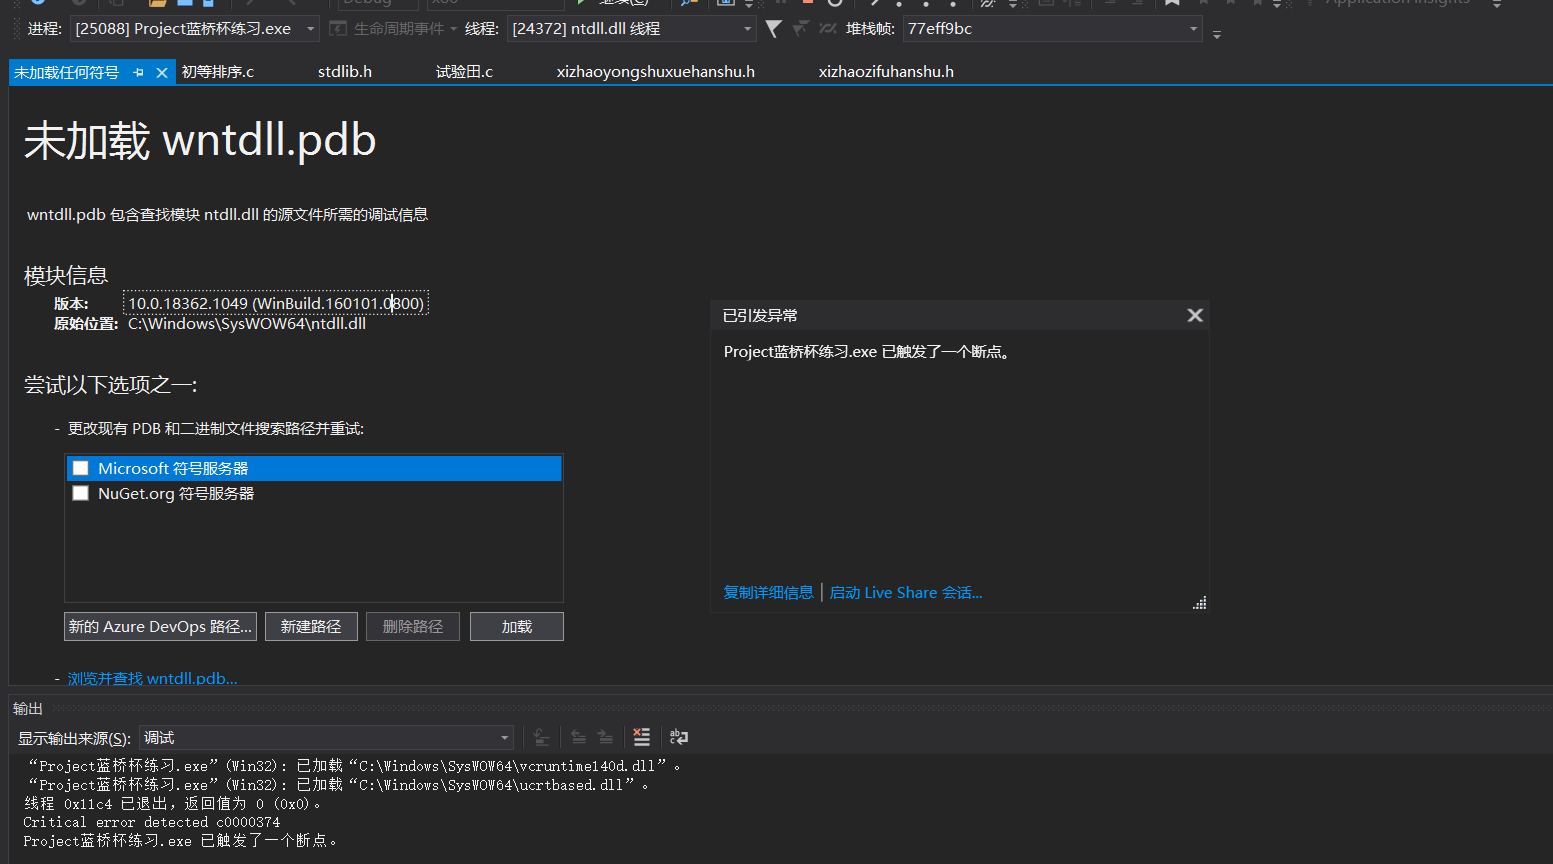 进程: [25088] Project蓝桥杯练习.exe 生命周期事件 线程: [24372] ntdll.dll 线程 堆栈帧: 77eff9bc
未加载任何符号 初等排序.c stdlib.h 试验田.c xizhaoyongshuxuehanshu.h xizhaozifuhanshu.h
未加载 wntdll.pdb
wntdll.pdb 包含查找模块 ntdll.dll 的源文件所需的调试信息
模块信息
版本: 10.0.18362.1049 (WinBuild.160101.0800)
原始位置: C:\Windows\SysWOW64\ntdll.dll
已引发异常
Project蓝桥杯练习.exe 已触发了一个断点。
尝试以下选项之一:
- 更改现有 PDB 和二进制文件搜索路径并重试:
Microsoft 符号服务器
NuGet.org 符号服务器
复制详细信息 | 启动 Live Share 会话...
新的 Azure DevOps 路径... 新建路径 删除路径 加载
- 浏览并查找 wntdll.pdb...
输出
显示输出来源(S): 调试
“Project蓝桥杯练习.exe”(Win32): 已加载“C:\Windows\SysWOW64\vcruntime140d.dll”。
“Project蓝桥杯练习.exe”(Win32): 已加载“C:\Windows\SysWOW64\ucrtbased.dll”。
线程 0x11c4 已退出，返回值为 0 (0x0)。
Critical error detected c0000374
Project蓝桥杯练习.exe 已触发了一个断点。